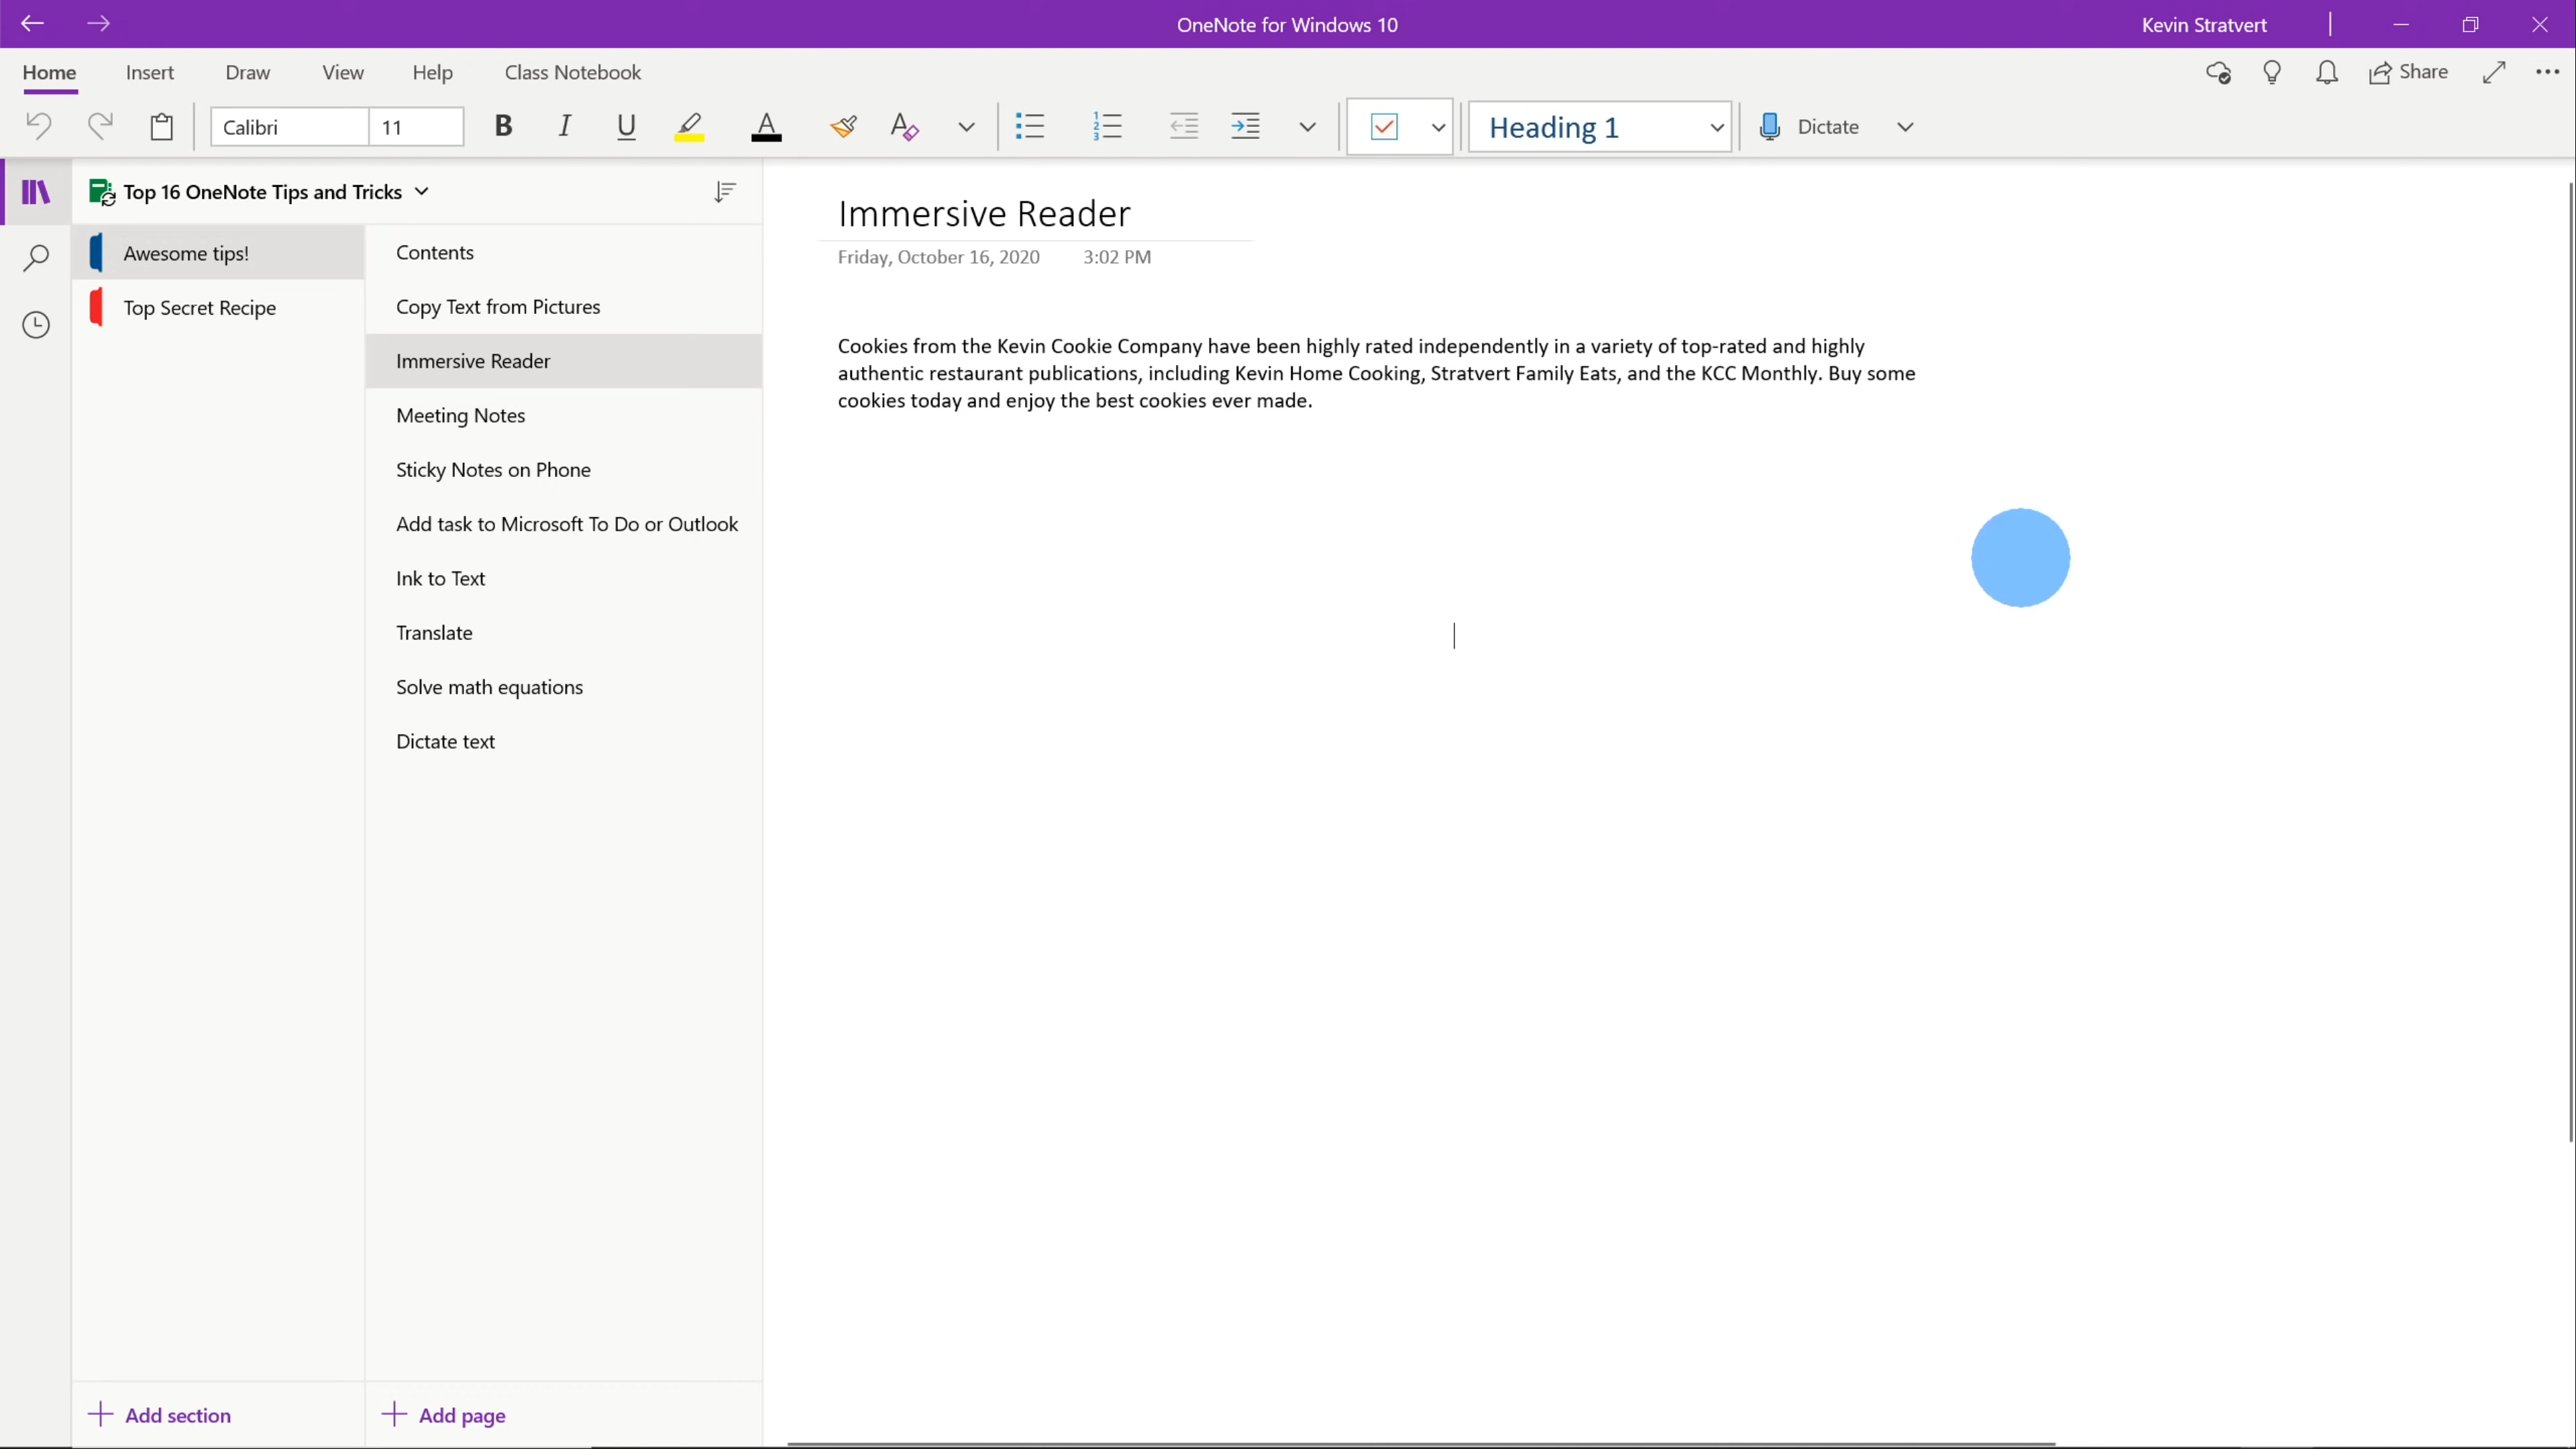 OneNote for Windows 10
Kevin Stratvert
Home Insert Draw View Help Class Notebook
Share
Calibri 11 B I U A A Heading 1 Dictate
Top 16 OneNote Tips and Tricks
Awesome tips!
Top Secret Recipe
Contents
Copy Text from Pictures
Immersive Reader
Meeting Notes
Sticky Notes on Phone
Add task to Microsoft To Do or Outlook
Ink to Text
Translate
Solve math equations
Dictate text
Add section
Add page
Immersive Reader
Friday, October 16, 2020 3:02 PM
Cookies from the Kevin Cookie Company have been highly rated independently in a variety of top-rated and highly
authentic restaurant publications, including Kevin Home Cooking, Stratvert Family Eats, and the KCC Monthly. Buy some
cookies today and enjoy the best cookies ever made.